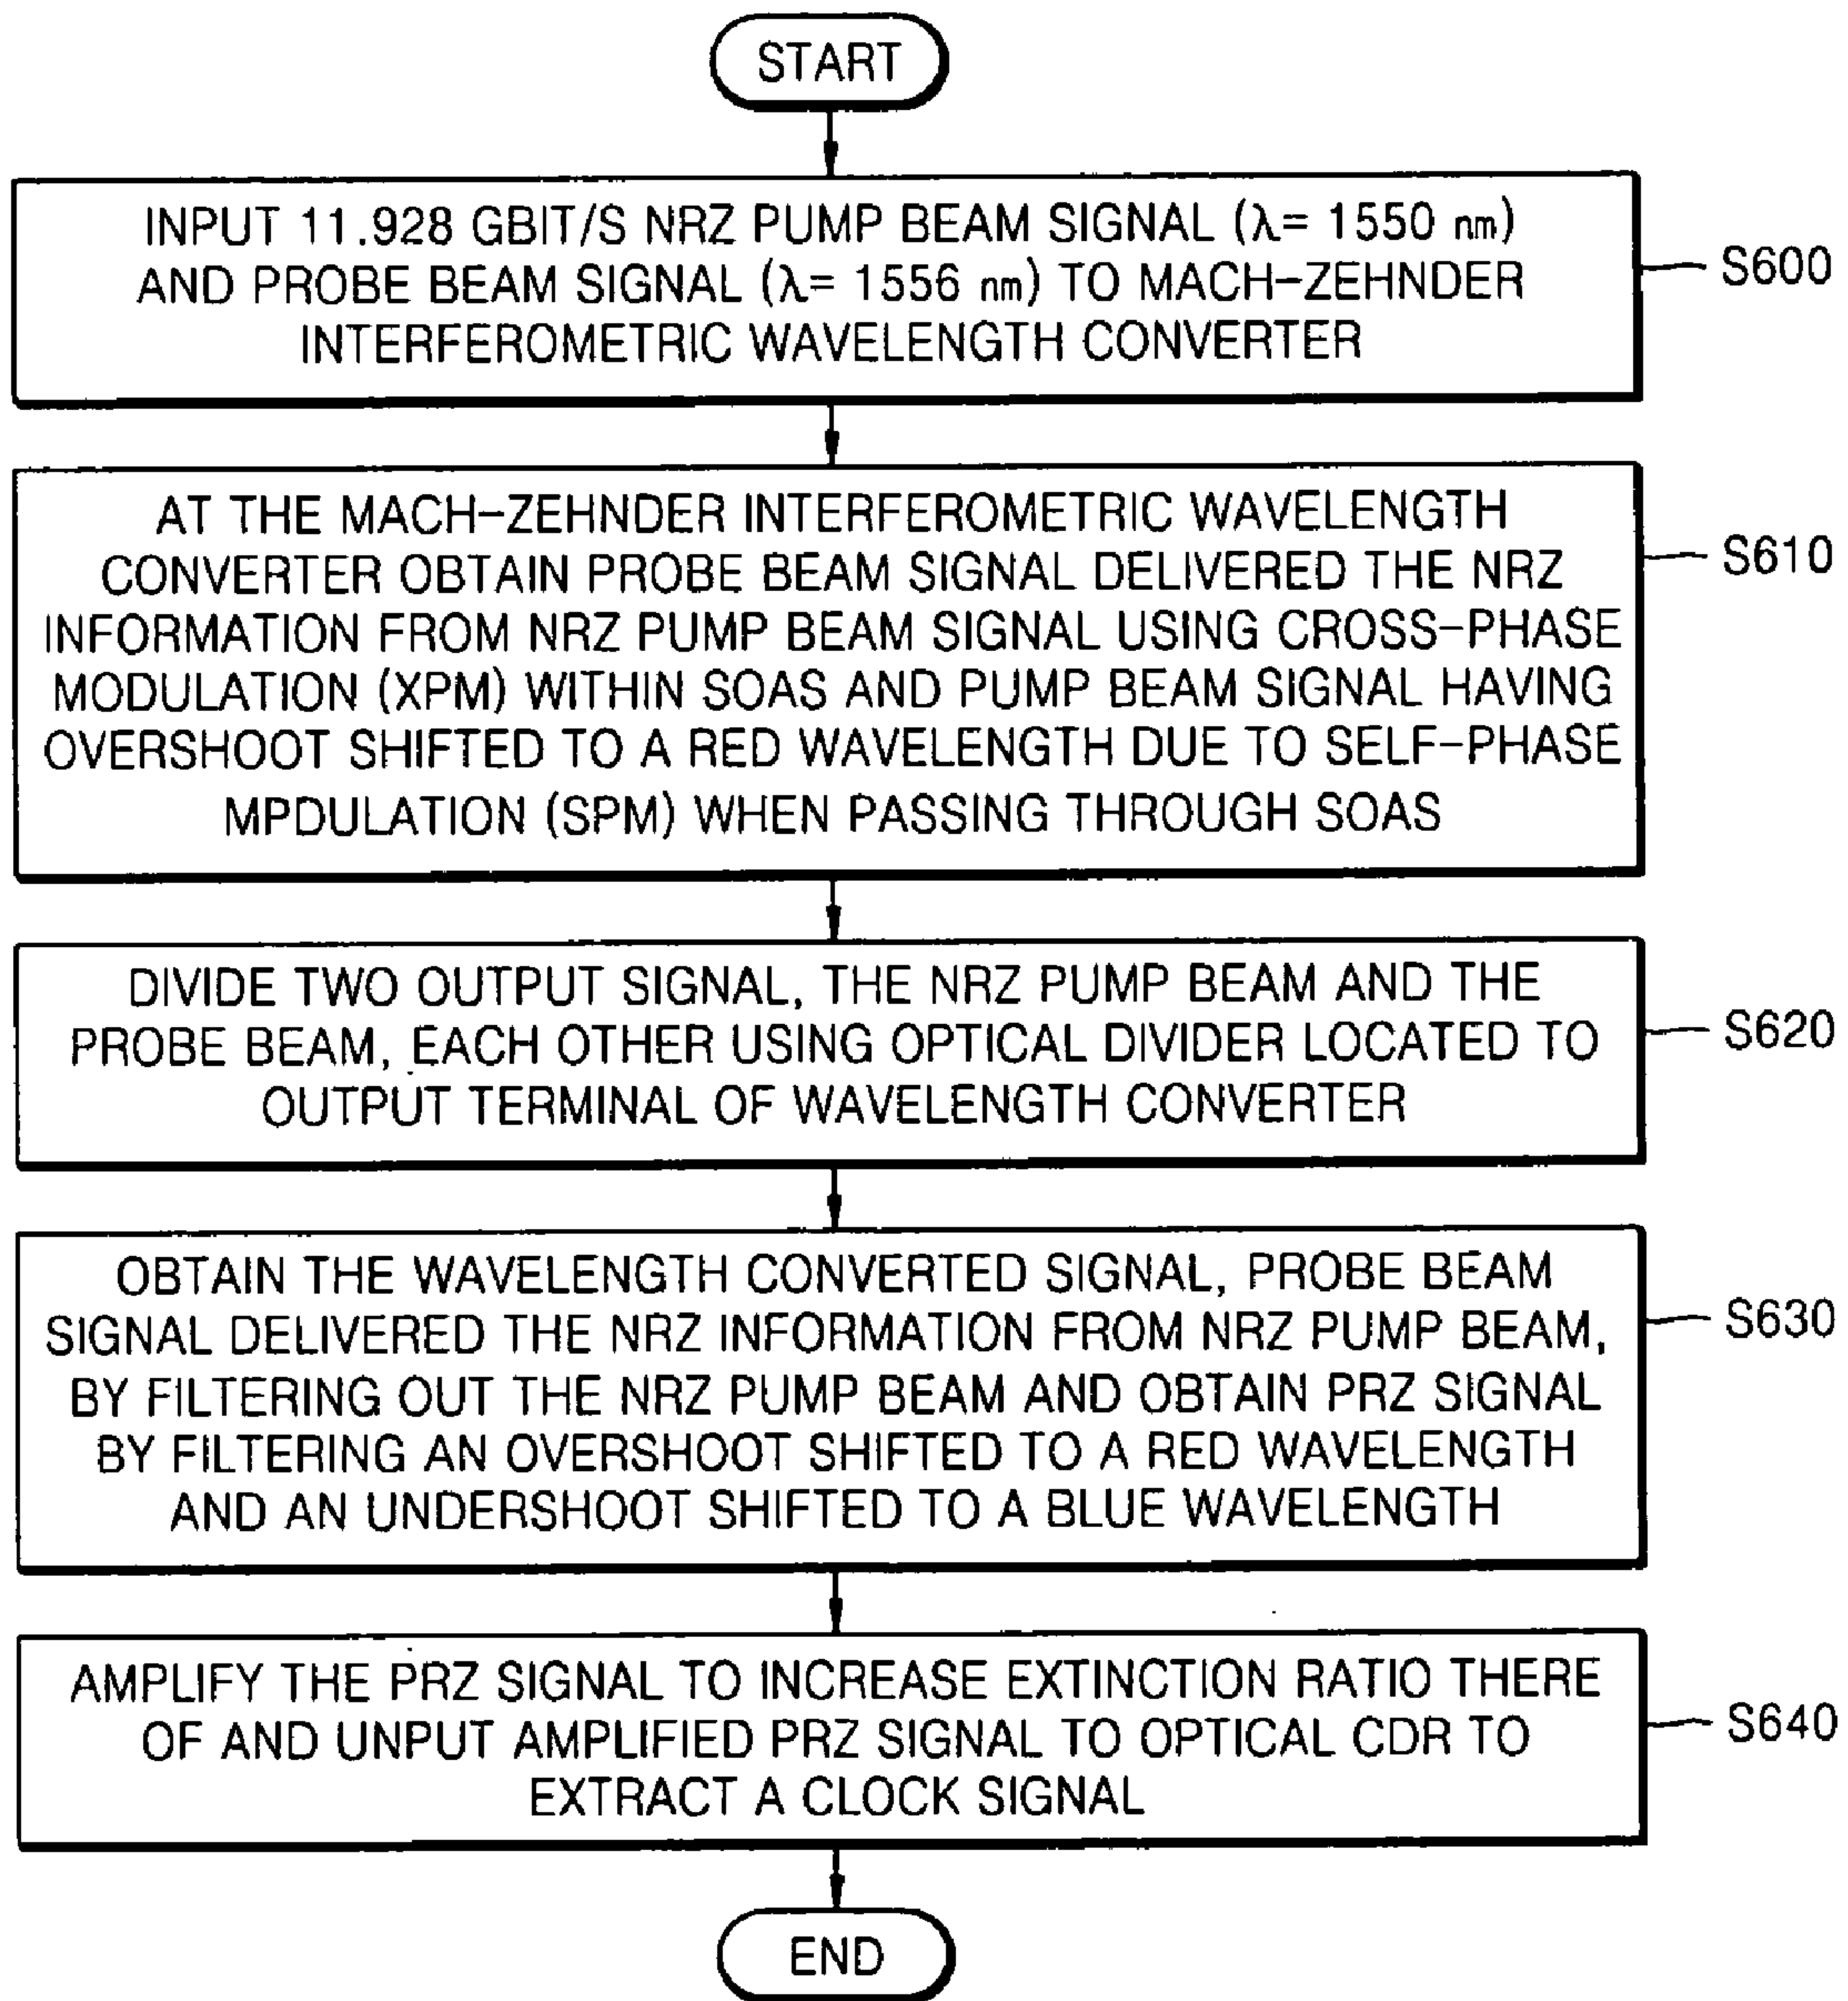 START
INPUT 11.928 GBIT/S NRZ PUMP BEAM SIGNAL (λ= 1550 nm)
AND PROBE BEAM SIGNAL (λ= 1556 nm) TO MACH-ZEHNDER
INTERFEROMETRIC WAVELENGTH CONVERTER
S600
AT THE MACH-ZEHNDER INTERFEROMETRIC WAVELENGTH
CONVERTER OBTAIN PROBE BEAM SIGNAL DELIVERED THE NRZ
INFORMATION FROM NRZ PUMP BEAM SIGNAL USING CROSS-PHASE
MODULATION (XPM) WITHIN SOAS AND PUMP BEAM SIGNAL HAVING
OVERSHOOT SHIFTED TO A RED WAVELENGTH DUE TO SELF-PHASE
MPDULATION (SPM) WHEN PASSING THROUGH SOAS
S610
DIVIDE TWO OUTPUT SIGNAL, THE NRZ PUMP BEAM AND THE
PROBE BEAM, EACH OTHER USING OPTICAL DIVIDER LOCATED TO
OUTPUT TERMINAL OF WAVELENGTH CONVERTER
S620
OBTAIN THE WAVELENGTH CONVERTED SIGNAL, PROBE BEAM
SIGNAL DELIVERED THE NRZ INFORMATION FROM NRZ PUMP BEAM,
BY FILTERING OUT THE NRZ PUMP BEAM AND OBTAIN PRZ SIGNAL
BY FILTERING AN OVERSHOOT SHIFTED TO A RED WAVELENGTH
AND AN UNDERSHOOT SHIFTED TO A BLUE WAVELENGTH
S630
AMPLIFY THE PRZ SIGNAL TO INCREASE EXTINCTION RATIO THERE
OF AND UNPUT AMPLIFIED PRZ SIGNAL TO OPTICAL CDR TO
EXTRACT A CLOCK SIGNAL
S640
END